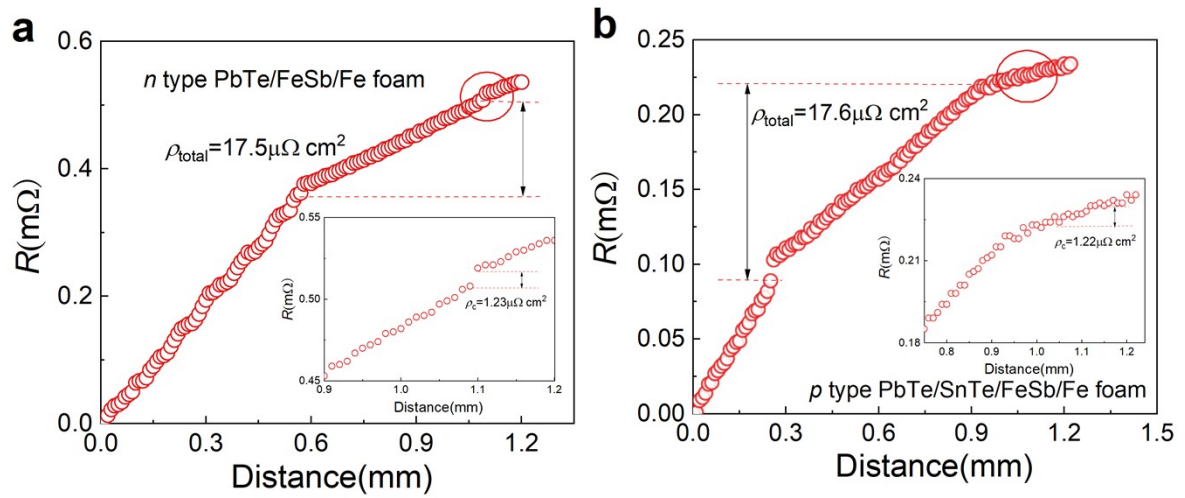 a
0.6
0.4
0.2
0.0
R(mΩ)
n type PbTe/FeSb/Fe foam
ρtotal=17.5μΩ cm2
0.55
0.50
0.45
R(mΩ)
ρc=1.23μΩ cm2
0.9 1.0 1.1 1.2
Distance(mm)
0.0 0.3 0.6 0.9 1.2
Distance(mm)
b
0.25
0.20
0.15
0.10
0.05
0.00
R(mΩ)
ρtotal=17.6μΩ cm2
0.24
0.21
0.18
R(mΩ)
ρc=1.22μΩ cm2
0.8 0.9 1.0 1.1 1.2
Distance(mm)
p type PbTe/SnTe/FeSb/Fe foam
0.0 0.3 0.6 0.9 1.2 1.5
Distance(mm)